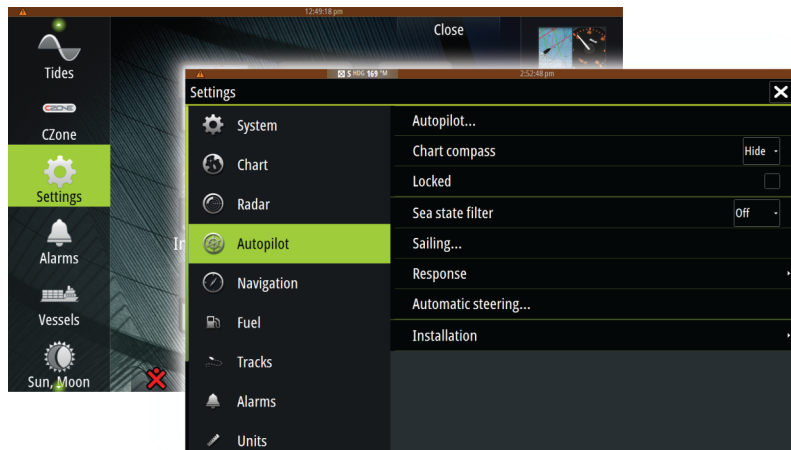 12:49:18 pm
Close
Tides
CZONE
CZone
Settings
Alarms
Vessels
Sun, Moon
S HDG 169 °M
2:52:48 pm
Settings
System
Chart
Radar
Autopilot
Navigation
Fuel
Tracks
Alarms
Units
Autopilot...
Chart compass
Hide
Locked
Sea state filter
Off
Sailing...
Response
Automatic steering...
Installation